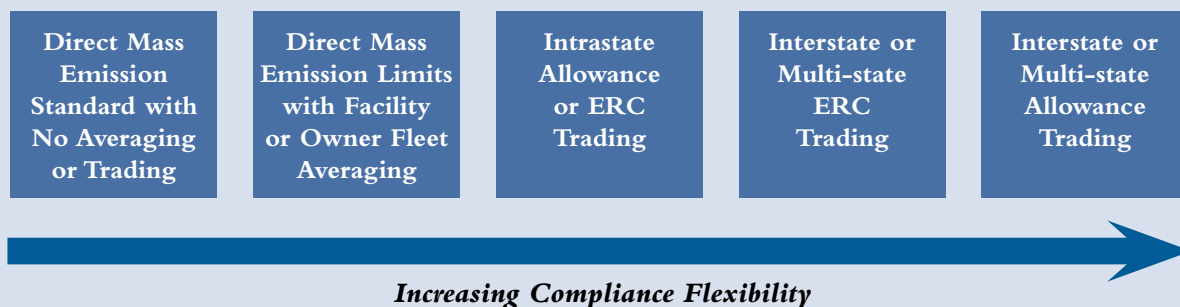 Direct Mass
Emission
Standard with
No Averaging
or Trading
Direct Mass
Emission Limits
with Facility
or Owner Fleet
Averaging
Intrastate
Allowance
or ERC
Trading
Interstate or
Multi-state
ERC
Trading
Interstate or
Multi-state
Allowance
Trading
Increasing Compliance Flexibility